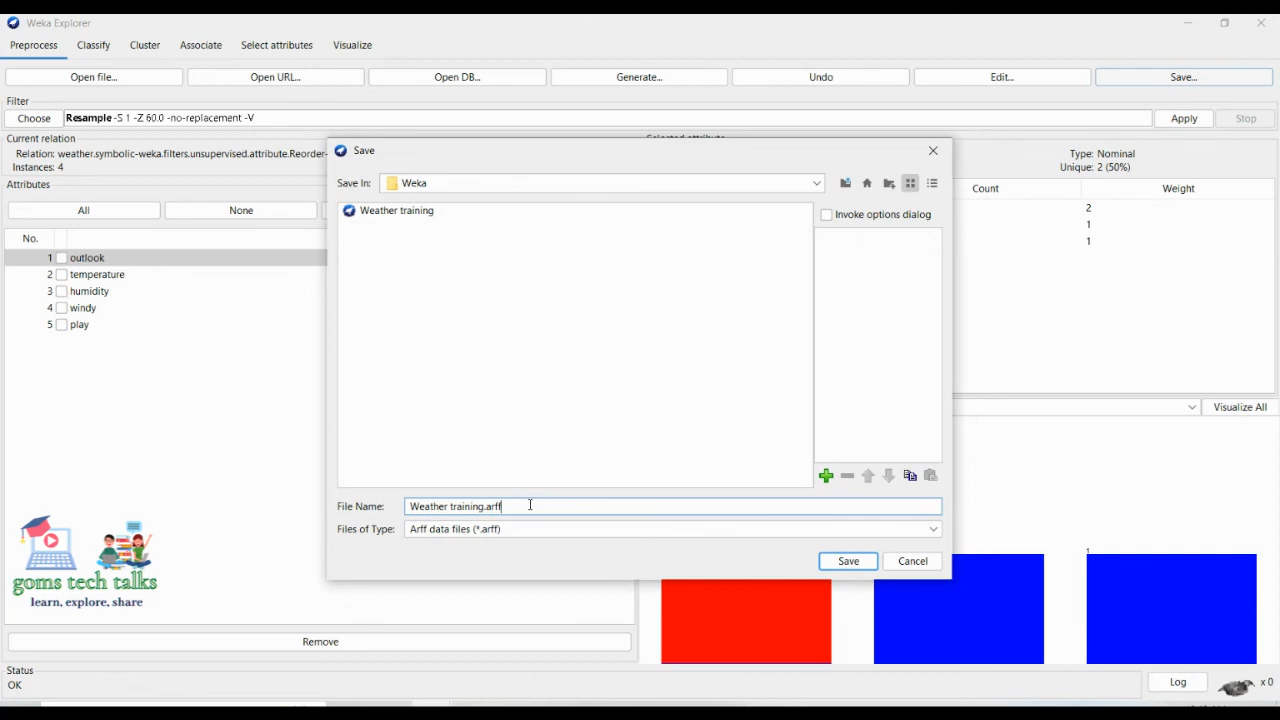 Weka Explorer
Preprocess Classify Cluster Associate Select attributes Visualize
Open file... Open URL... Open DB... Generate... Undo Edit... Save...
Filter
Choose Resample -S 1 -Z 60.0 -no-replacement -V Apply Stop
Current relation
Relation: weather.symbolic-weka.filters.unsupervised.attribute.Reorder-
Instances: 4
Type: Nominal
Unique: 2 (50%)
Attributes
All None
No.
1 outlook
2 temperature
3 humidity
4 windy
5 play
Count Weight
2
1
1
Save
Save In: Weka
Weather training
Invoke options dialog
File Name: Weather training.arff
Files of Type: Arff data files (*.arff)
Save Cancel
Visualize All
1
goms tech talks
learn, explore, share
Remove
Status
OK
Log x 0